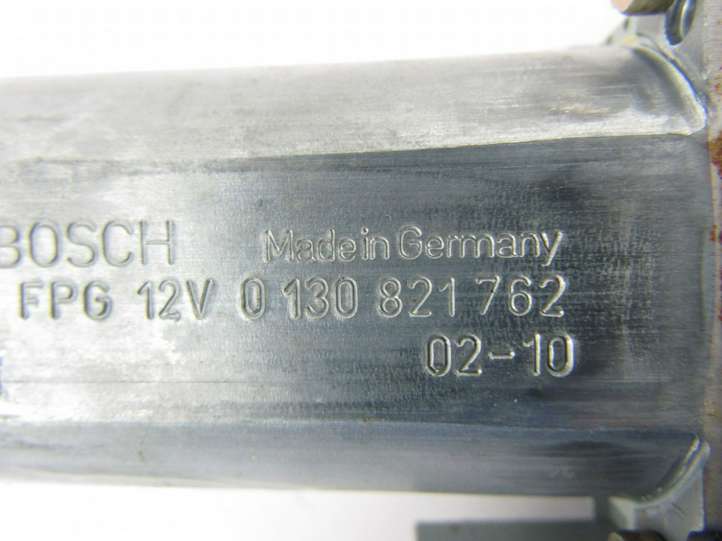 BOSCH Made in Germany
FPG 12V 0 130 821 762
02-10